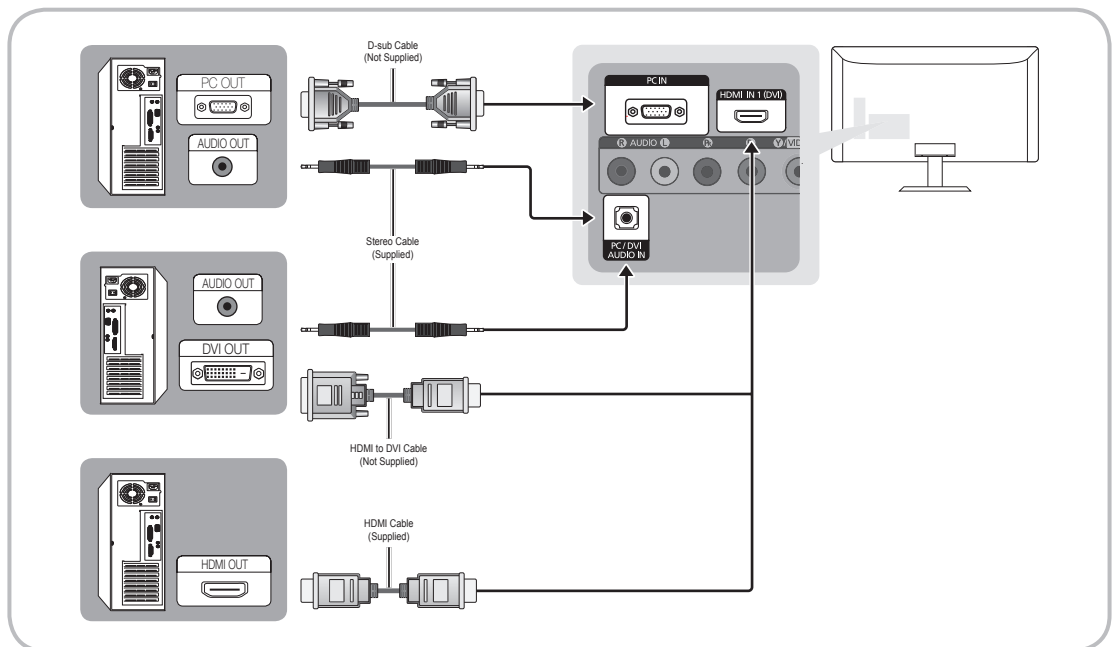 D-sub Cable
(Not Supplied)
PC OUT
AUDIO OUT
PC IN
HDMI IN 1 (DVI)
R AUDIO L
PC/DVI
AUDIO IN
Stereo Cable
(Supplied)
AUDIO OUT
DVI OUT
HDMI to DVI Cable
(Not Supplied)
HDMI Cable
(Supplied)
HDMI OUT